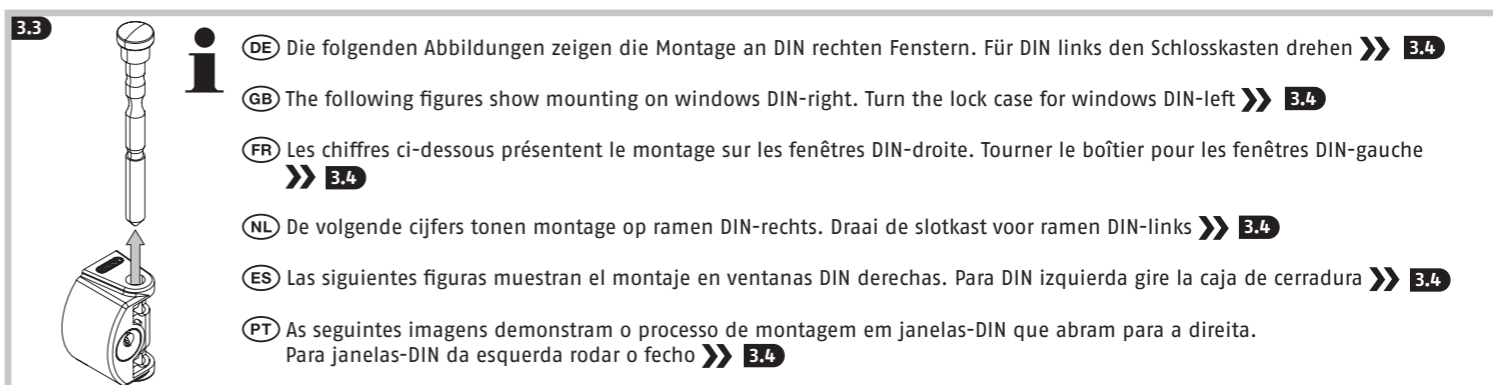 3.3
DE Die folgenden Abbildungen zeigen die Montage an DIN rechten Fenstern. Für DIN links den Schlosskasten drehen 3.4
GB The following figures show mounting on windows DIN-right. Turn the lock case for windows DIN-left 3.4
FR Les chiffres ci-dessous présentent le montage sur les fenêtres DIN-droite. Tourner le boîtier pour les fenêtres DIN-gauche
3.4
NL De volgende cijfers tonen montage op ramen DIN-rechts. Draai de slotkast voor ramen DIN-links 3.4
ES Las siguientes figuras muestran el montaje en ventanas DIN derechas. Para DIN izquierda gire la caja de cerradura 3.4
PT As seguintes imagens demonstram o processo de montagem em janelas-DIN que abram para a direita.
Para janelas-DIN da esquerda rodar o fecho 3.4